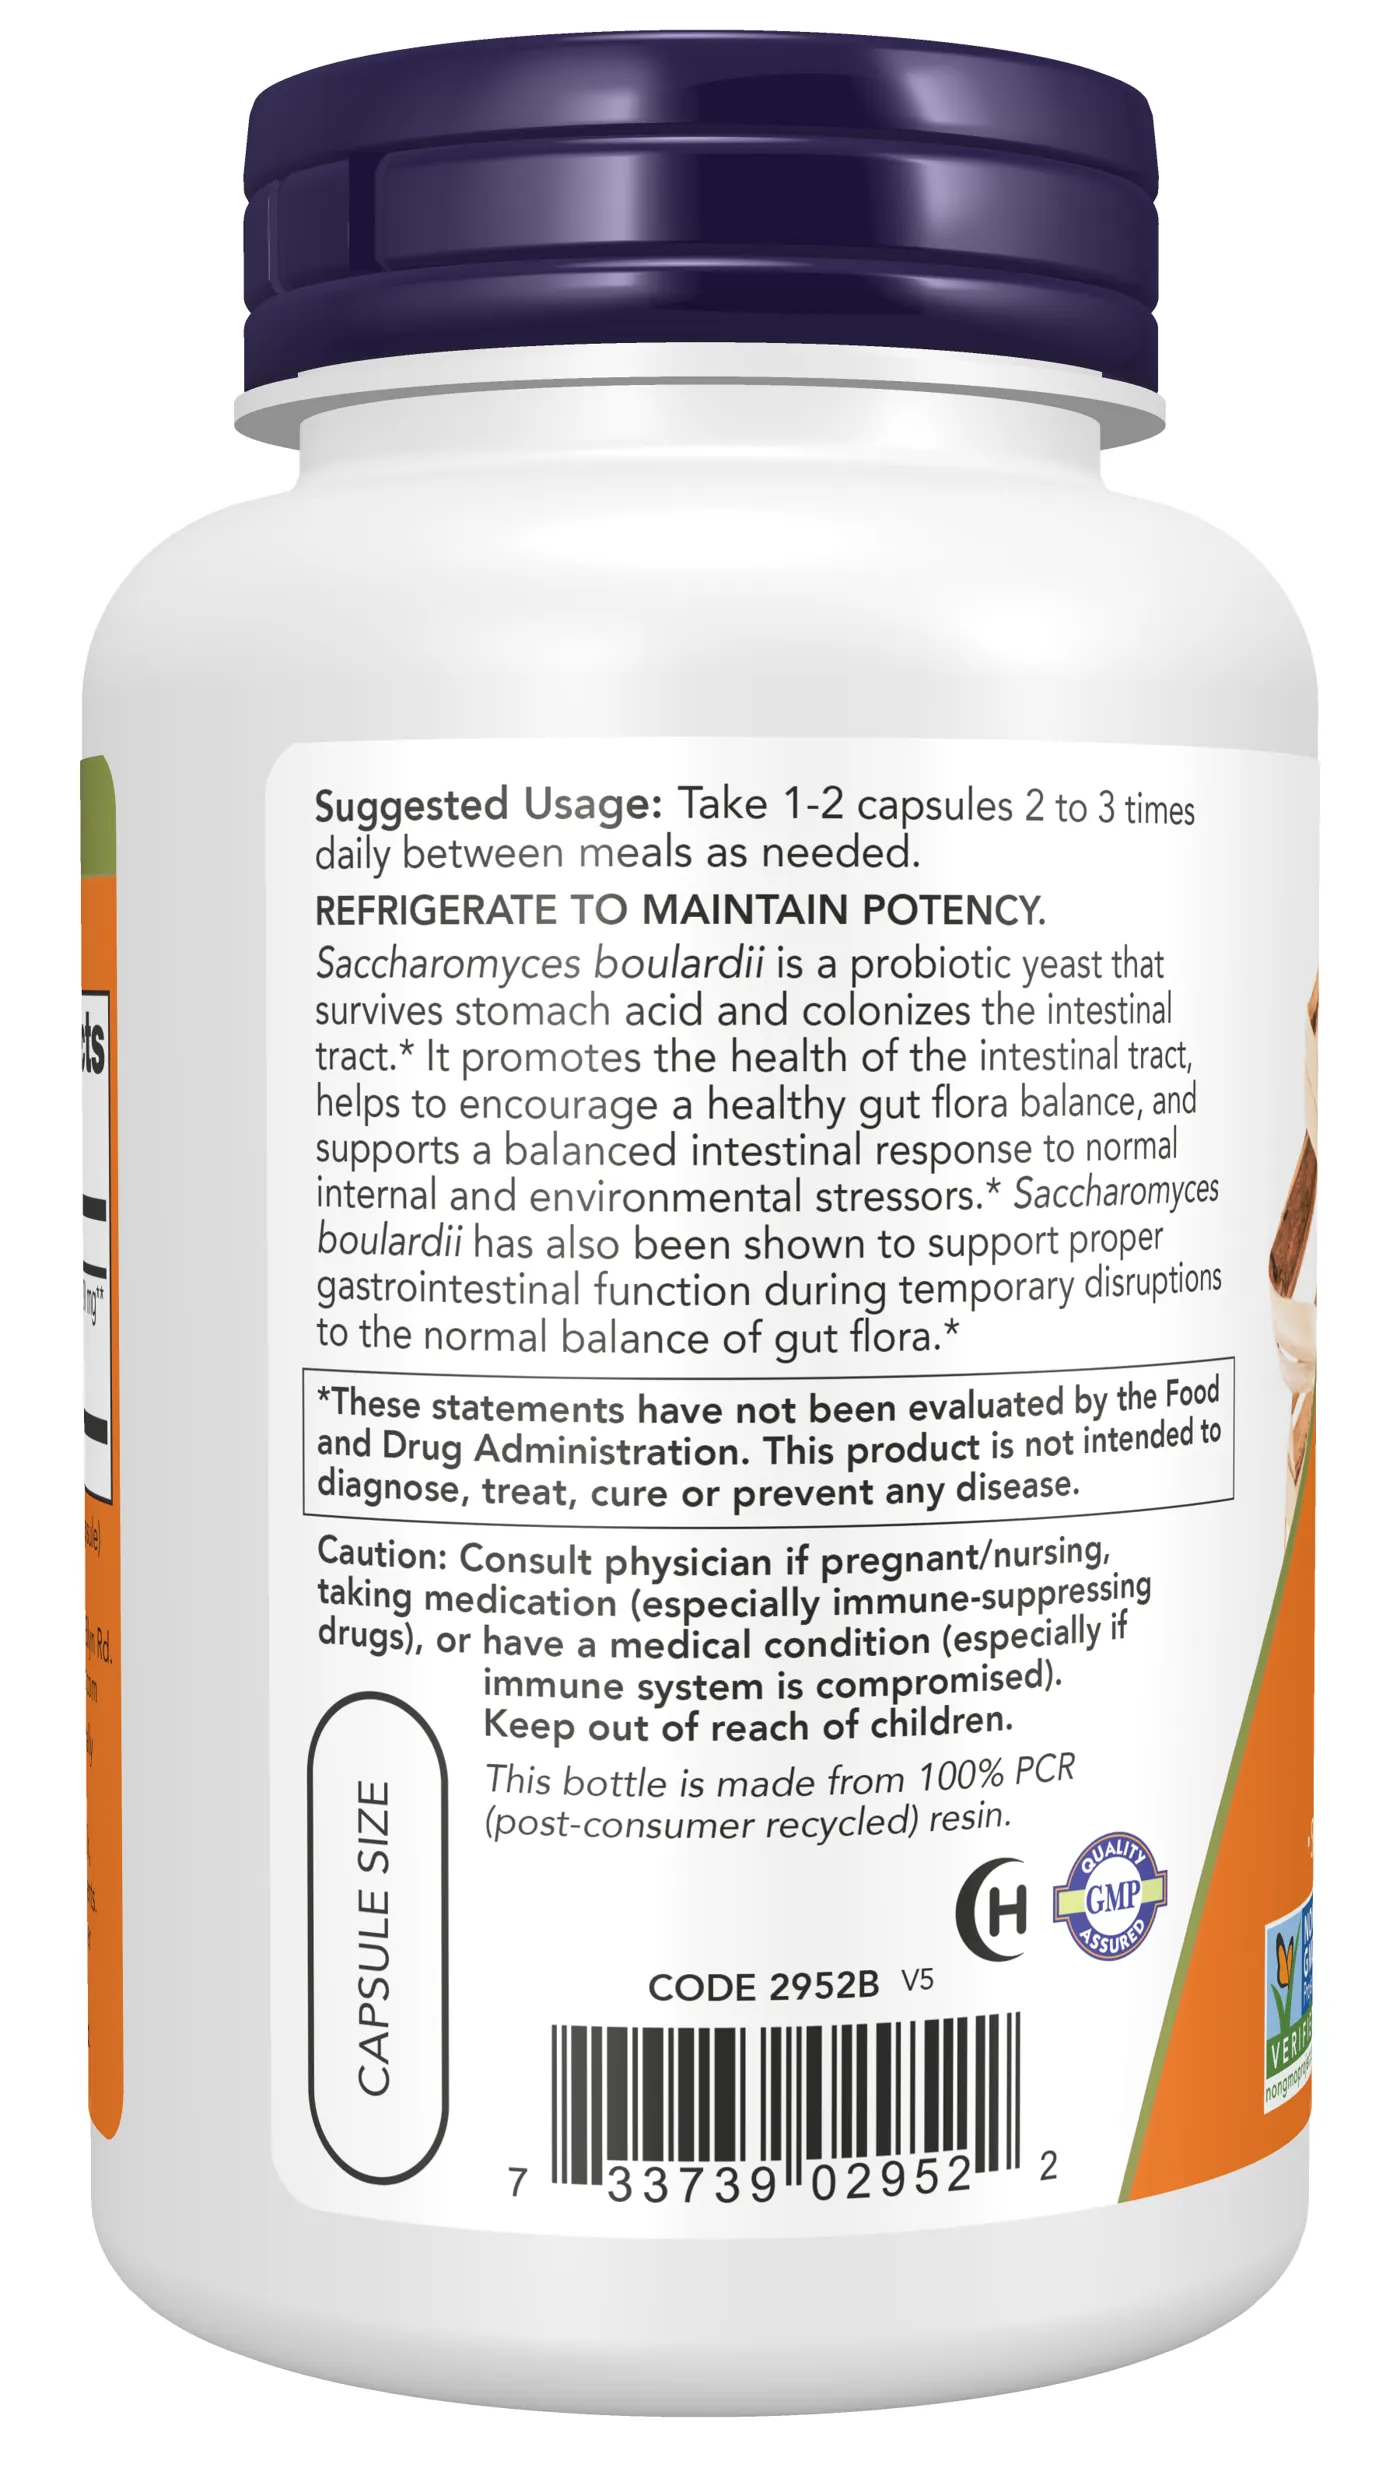 Suggested Usage: Take 1-2 capsules 2 to 3 times
daily between meals as needed.
REFRIGERATE TO MAINTAIN POTENCY.
Saccharomyces boulardii is a probiotic yeast that
survives stomach acid and colonizes the intestinal
tract.* It promotes the health of the intestinal tract,
helps to encourage a healthy gut flora balance, and
supports a balanced intestinal response to normal
internal and environmental stressors.* Saccharomyces
boulardii has also been shown to support proper
gastrointestinal function during temporary disruptions
to the normal balance of gut flora.*
*These statements have not been evaluated by the Food
and Drug Administration. This product is not intended to
diagnose, treat, cure or prevent any disease.
Caution: Consult physician if pregnant/nursing,
taking medication (especially immune-suppressing
drugs), or have a medical condition (especially if
immune system is compromised).
Keep out of reach of children.
This bottle is made from 100% PCR
(post-consumer recycled) resin.
CAPSULE SIZE
H
QUALITY
GMP
ASSURED
CODE 2952B V5
7 33739 02952 2
mg**
Rd.